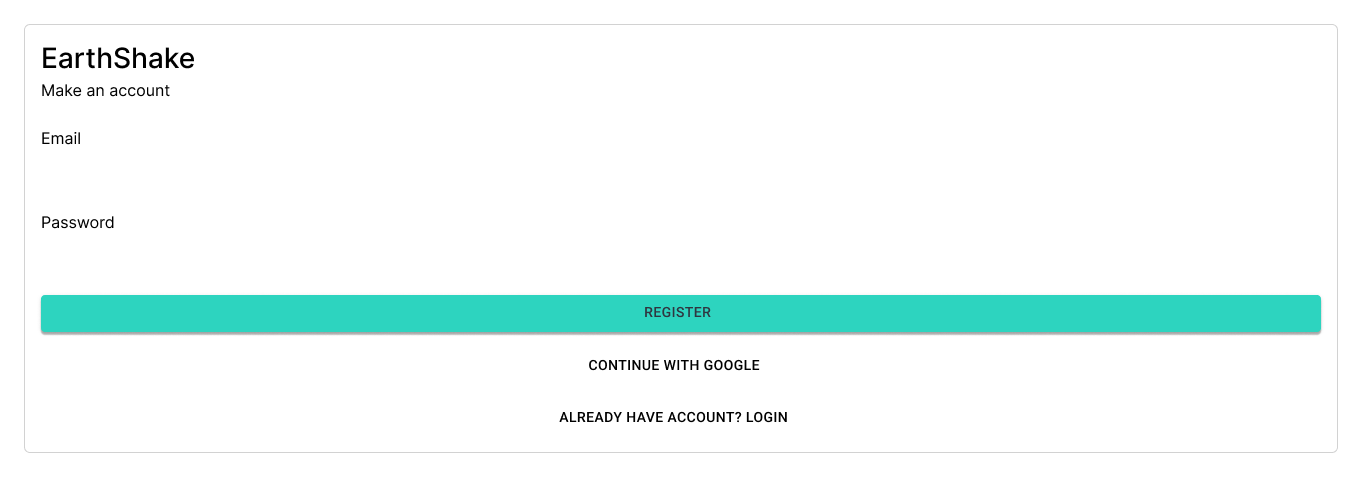 EarthShake
Make an account
Email
Password
REGISTER
CONTINUE WITH GOOGLE
ALREADY HAVE ACCOUNT? LOGIN